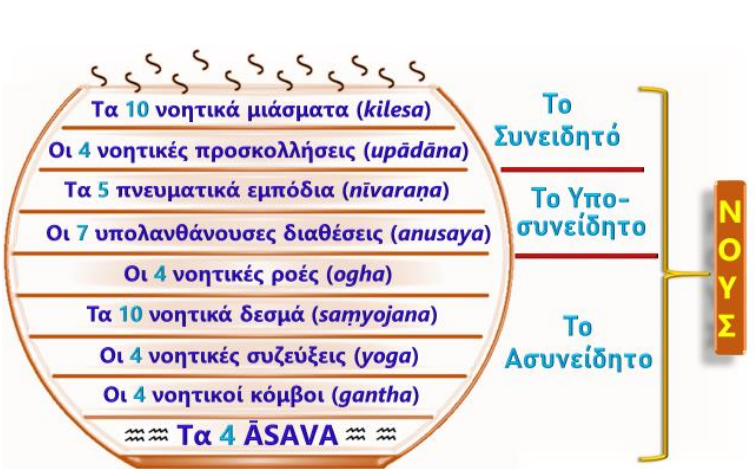 Τα 10 νοητικά μιάσματα (kilesa)
Οι 4 νοητικές προσκολλήσεις (upādāna)
Τα 5 πνευματικά εμπόδια (nīvaraṇa)
Οι 7 υπολανθάνουσες διαθέσεις (anusaya)
Οι 4 νοητικές ροές (ogha)
Τα 10 νοητικά δεσμά (saṃyojana)
Οι 4 νοητικές συζεύξεις (yoga)
Οι 4 νοητικοί κόμβοι (gantha)
Τα 4 ĀSAVA
Το
Συνειδητό
Το Υπο-
συνείδητο
Το
Ασυνείδητο
ΝΟΥΣ